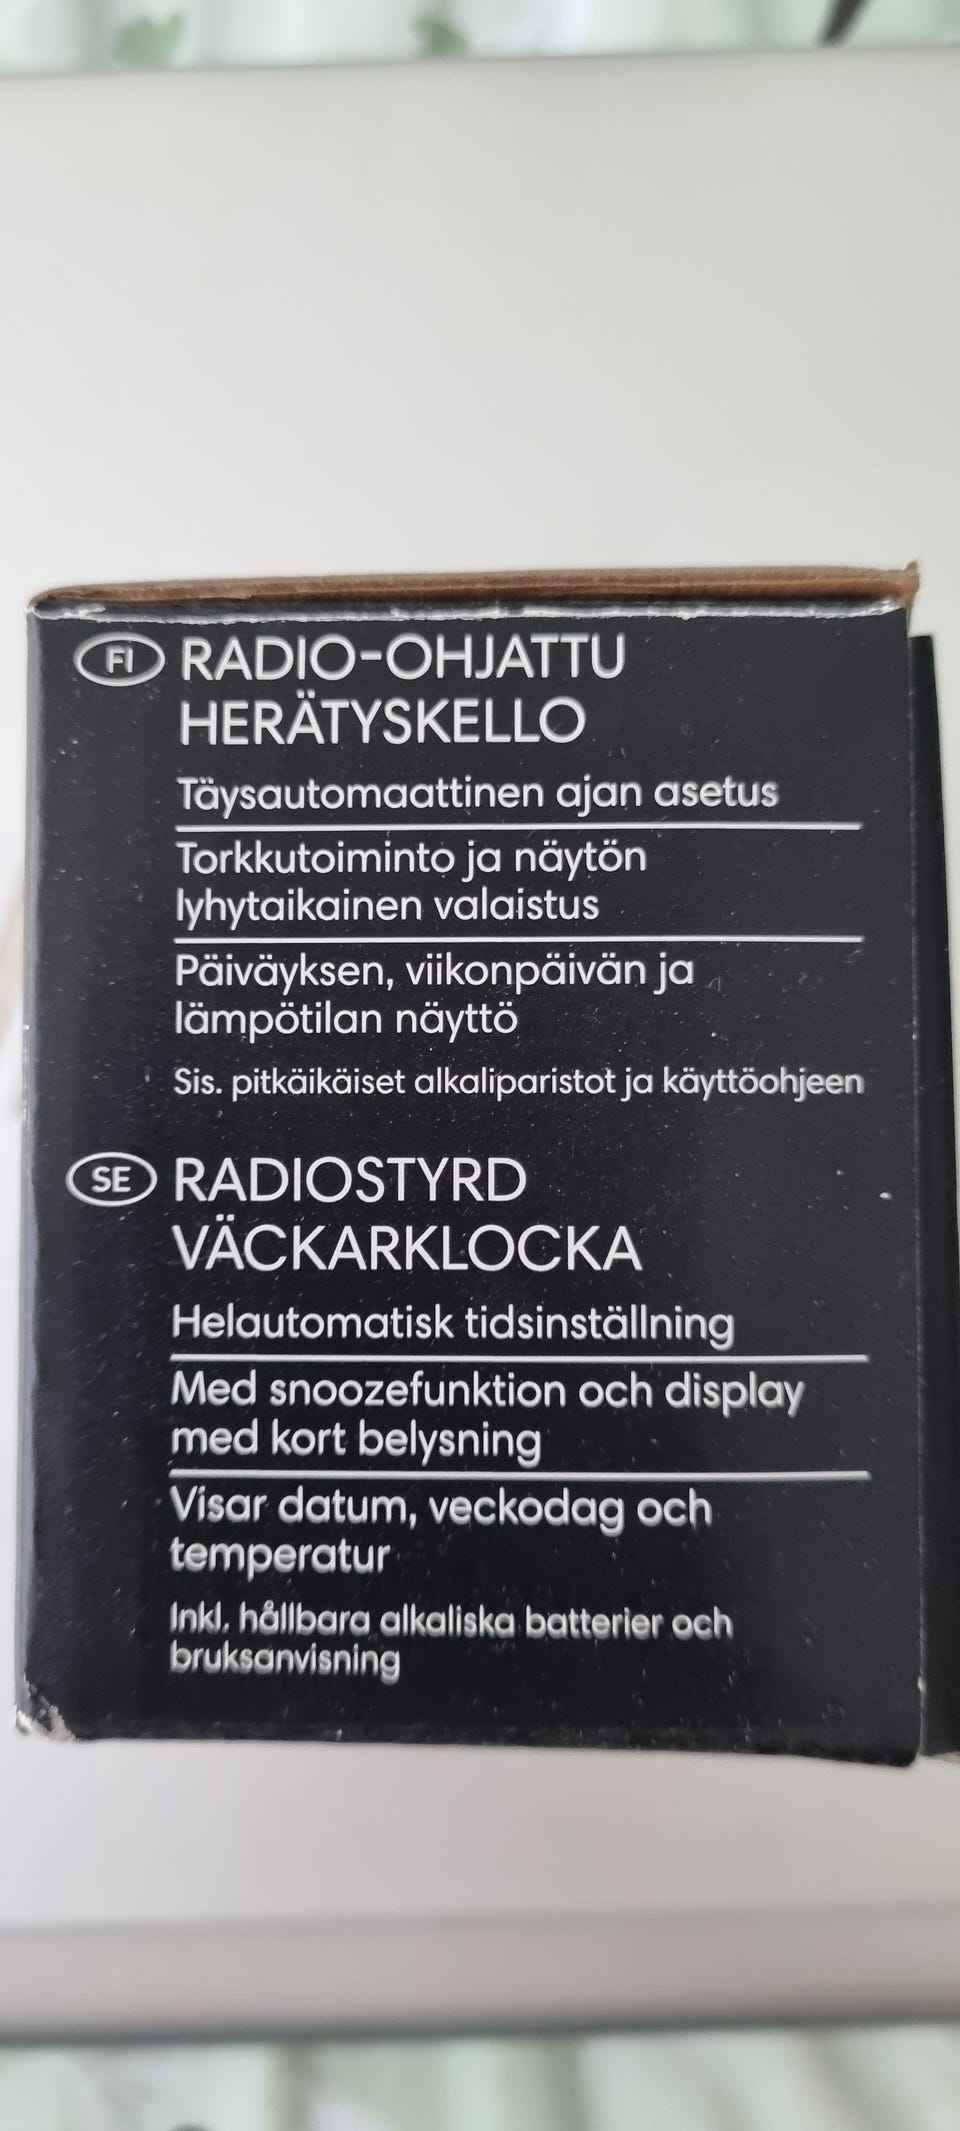 FI RADIO-OHJATTU
HERÄTYSKELLO
Täysautomaattinen ajan asetus
Torkkutoiminto ja näytön
lyhytaikainen valaistus
Päiväyksen, viikonpäivän ja
lämpötilan näyttö
Sis. pitkäikäiset alkaliparistot ja käyttöohjeen
SE RADIOSTYRD
VÄCKARKLOCKA
Helautomatisk tidsinställning
Med snoozefunktion och display
med kort belysning
Visar datum, veckodag och
temperatur
Inkl. hållbara alkaliska batterier och
bruksanvisning